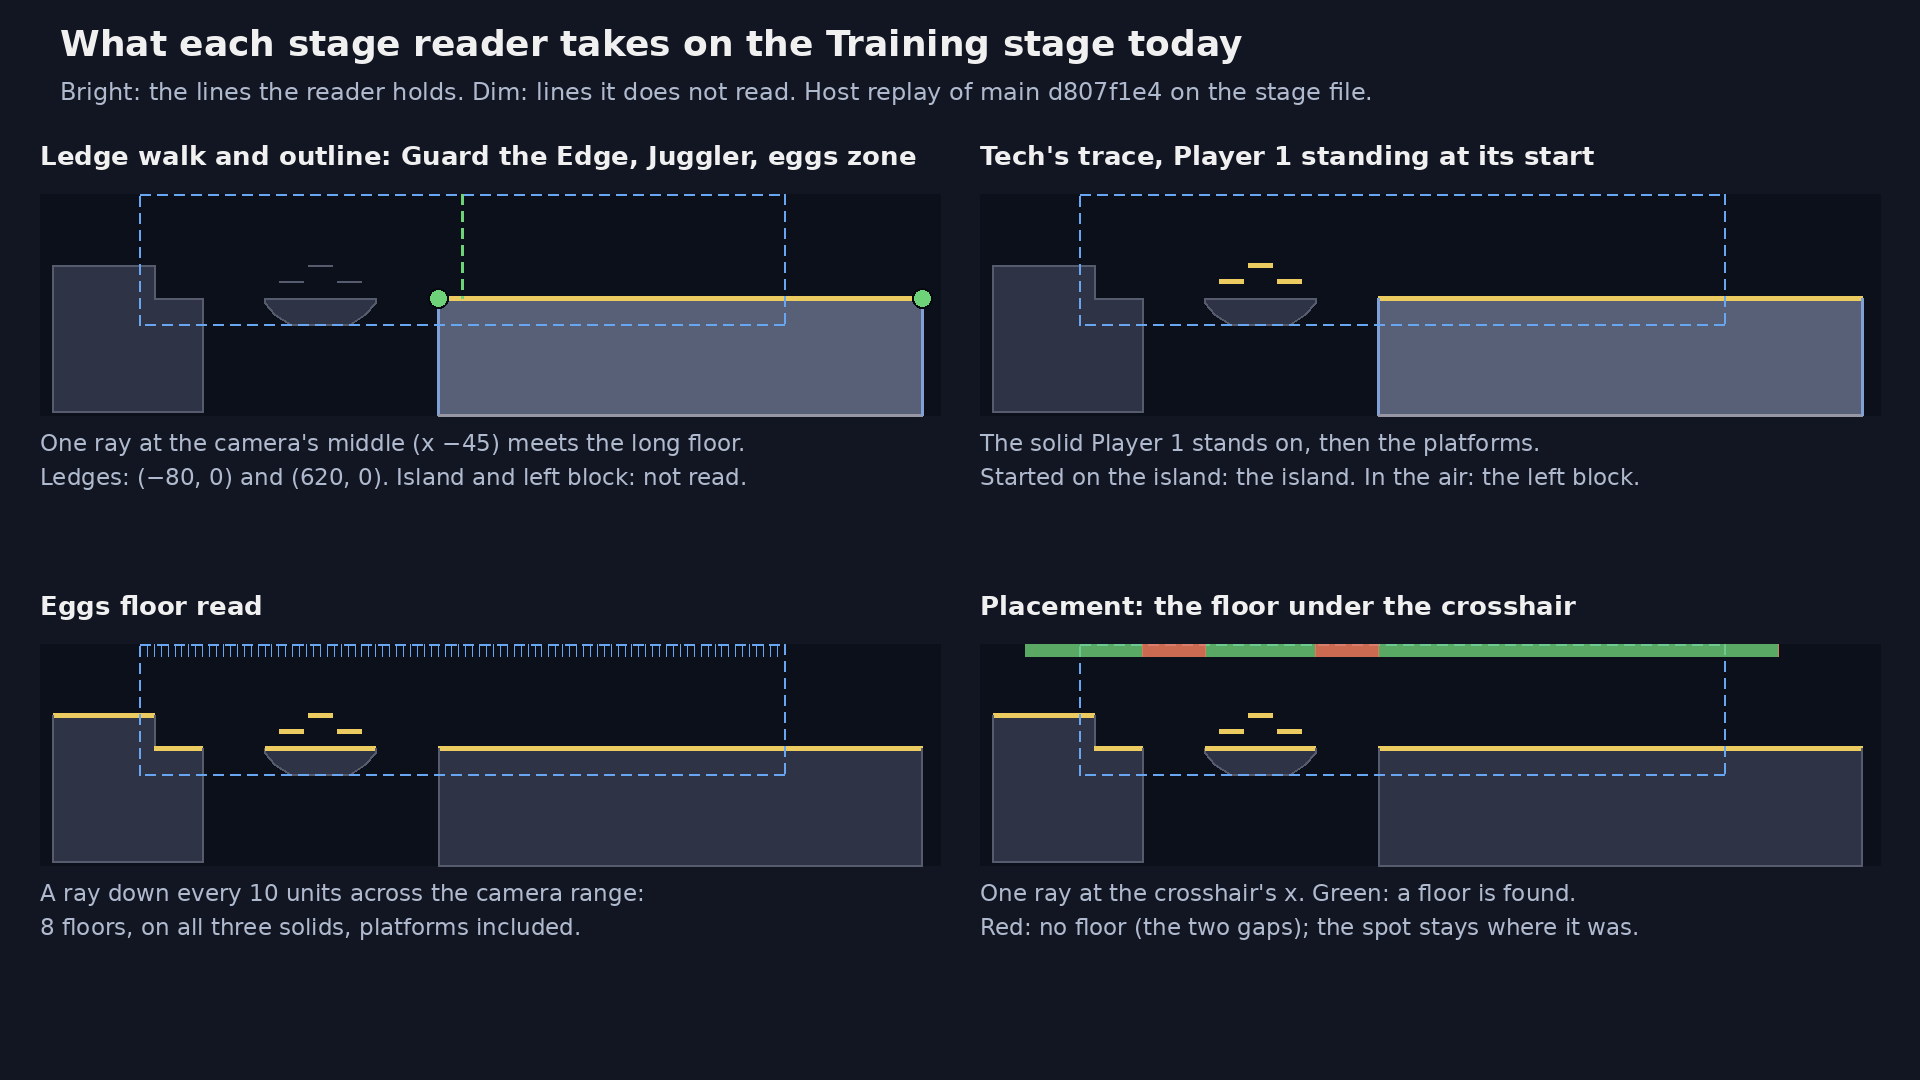 What each stage reader takes on the Training stage today
Bright: the lines the reader holds. Dim: lines it does not read. Host replay of main d807f1e4 on the stage file.
Ledge walk and outline: Guard the Edge, Juggler, eggs zone
One ray at the camera's middle (x −45) meets the long floor.
Ledges: (−80, 0) and (620, 0). Island and left block: not read.
Tech's trace, Player 1 standing at its start
The solid Player 1 stands on, then the platforms.
Started on the island: the island. In the air: the left block.
Eggs floor read
A ray down every 10 units across the camera range:
8 floors, on all three solids, platforms included.
Placement: the floor under the crosshair
One ray at the crosshair's x. Green: a floor is found.
Red: no floor (the two gaps); the spot stays where it was.